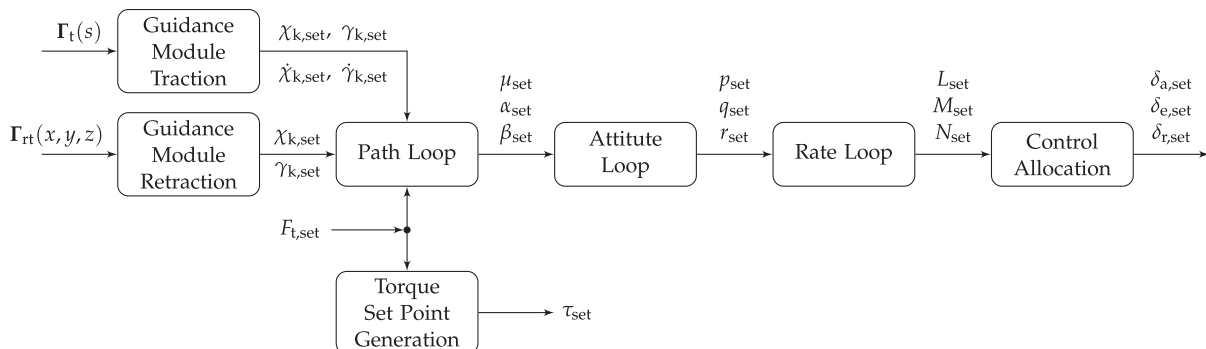 Γt(s)
Guidance
Module
Traction
χk,set, γk,set
χ̇k,set, γ̇k,set
Γrt(x, y, z)
Guidance
Module
Retraction
χk,set
γk,set
Path Loop
μset
αset
βset
Attitute
Loop
pset
qset
rset
Rate Loop
Lset
Mset
Nset
Control
Allocation
δa,set
δe,set
δr,set
Ft,set
Torque
Set Point
Generation
τset